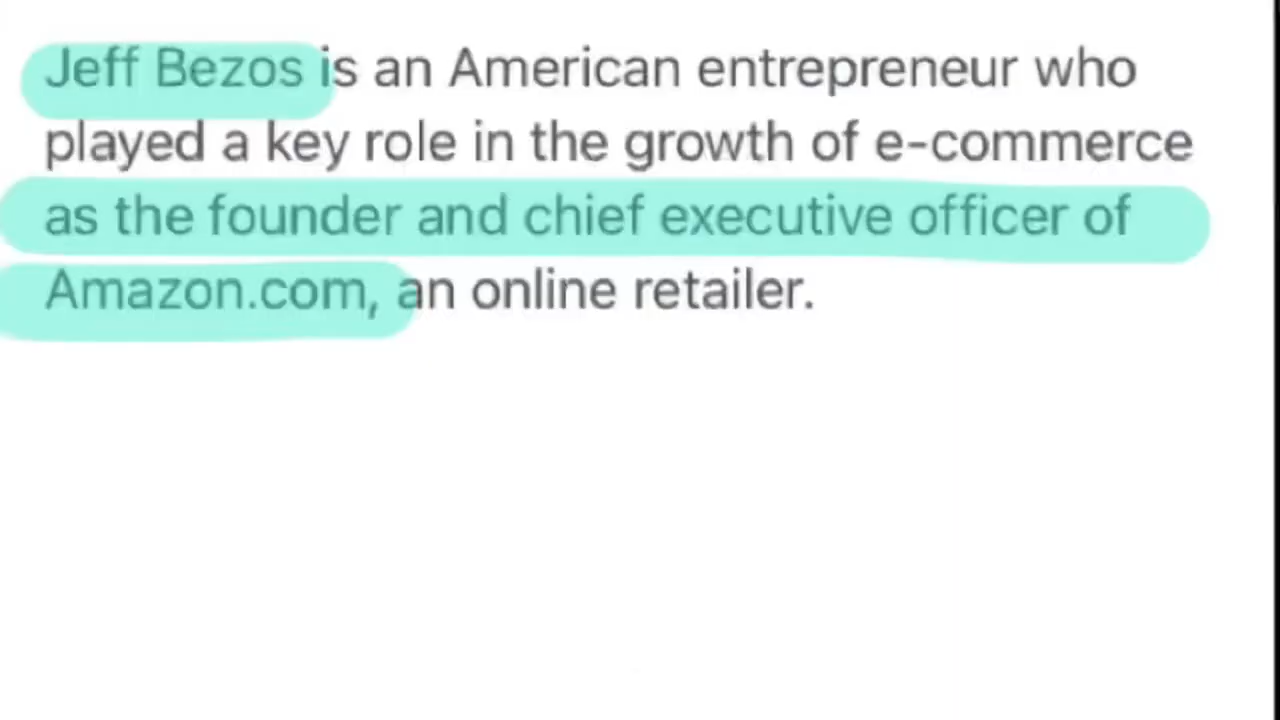 Jeff Bezos is an American entrepreneur who
played a key role in the growth of e-commerce
as the founder and chief executive officer of
Amazon.com, an online retailer.